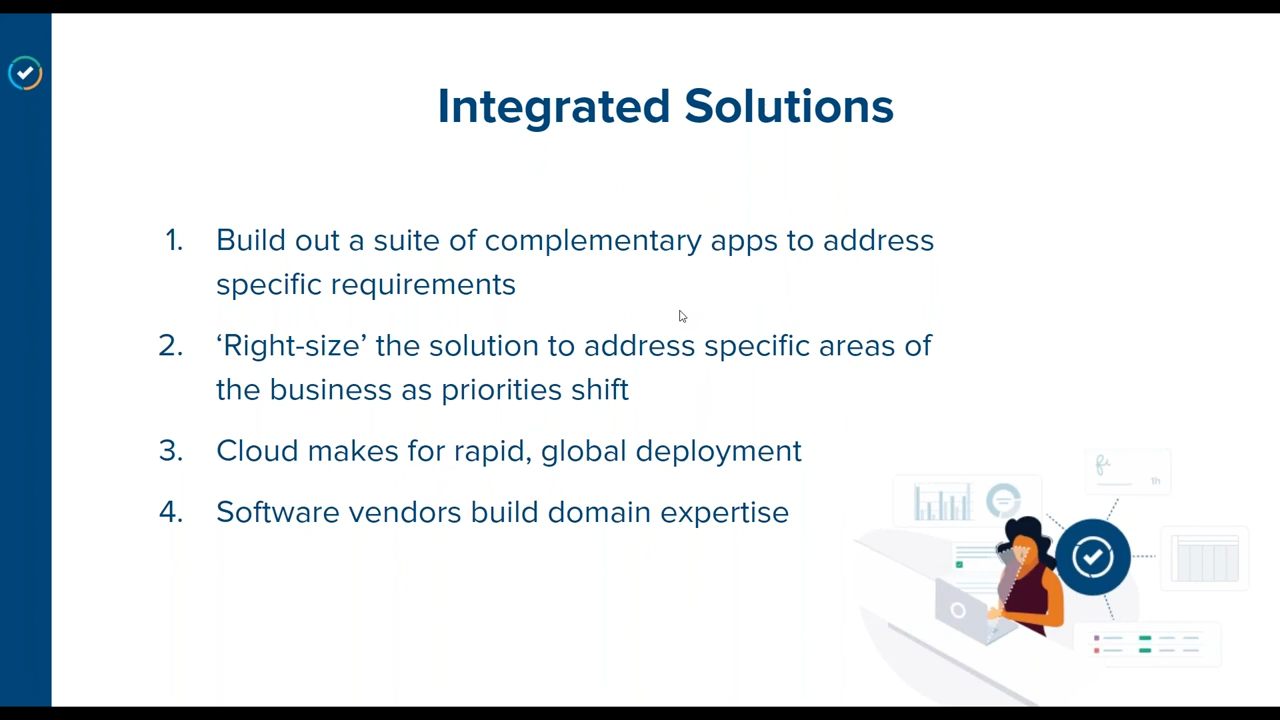 Integrated Solutions
1. Build out a suite of complementary apps to address
specific requirements
2. ‘Right-size’ the solution to address specific areas of
the business as priorities shift
3. Cloud makes for rapid, global deployment
4. Software vendors build domain expertise
1h